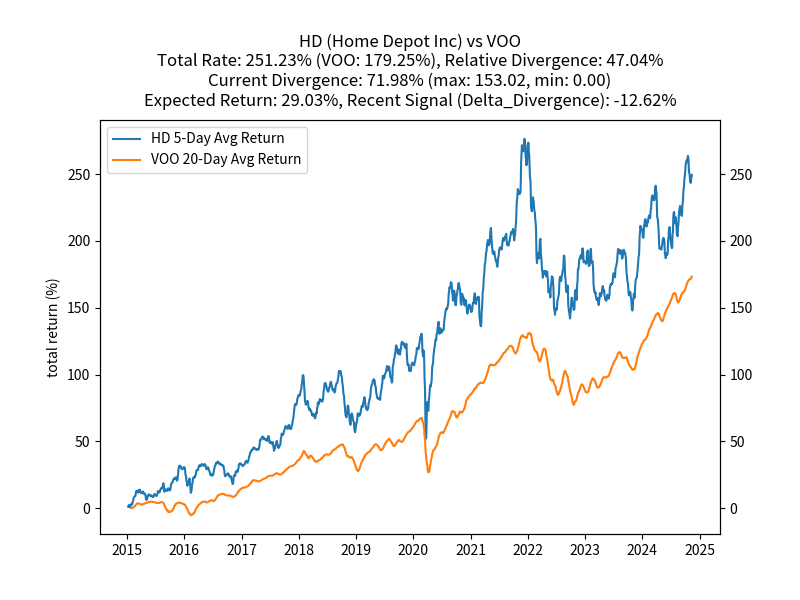 HD (Home Depot Inc) vs VOO
Total Rate: 251.23% (VOO: 179.25%), Relative Divergence: 47.04%
Current Divergence: 71.98% (max: 153.02, min: 0.00)
Expected Return: 29.03%, Recent Signal (Delta_Divergence): -12.62%
HD 5-Day Avg Return
VOO 20-Day Avg Return
total return (%)
250 250
200 200
150 150
100 100
50 50
0 0
2015 2016 2017 2018 2019 2020 2021 2022 2023 2024 2025